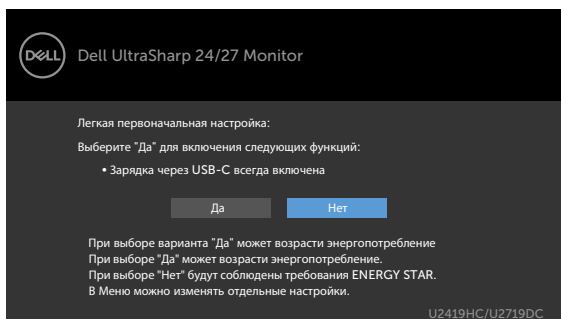 DELL
Dell UltraSharp 24/27 Monitor
Легкая первоначальная настройка:
Выберите "Да" для включения следующих функций:
• Зарядка через USB-C всегда включена
Да
Нет
При выборе варианта "Да" может возрасти энергопотребление
При выборе "Да" может возрасти энергопотребление.
При выборе "Нет" будут соблюдены требования ENERGY STAR.
В Меню можно изменять отдельные настройки.
U2419HC/U2719DC